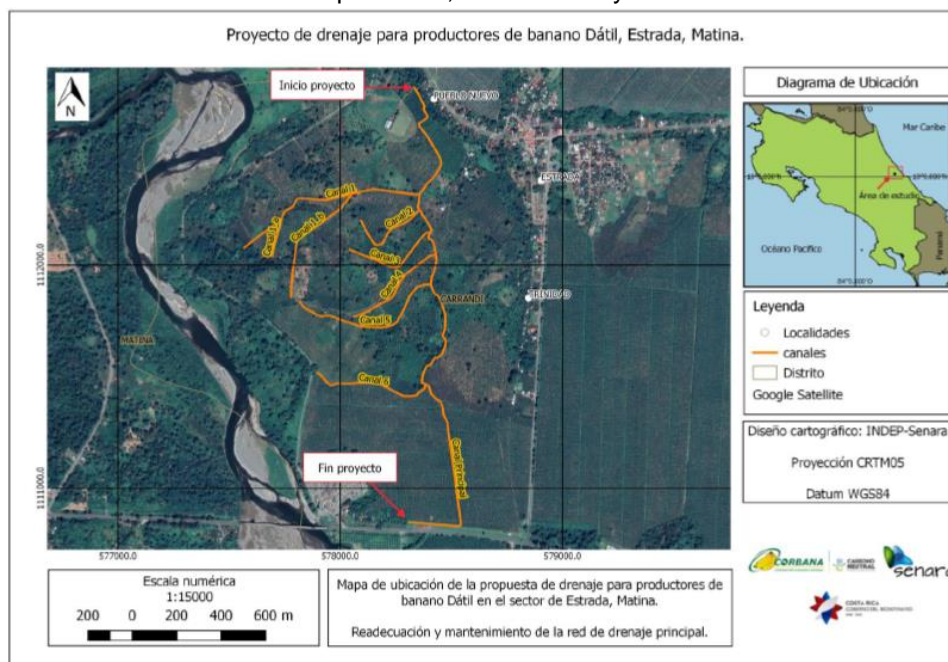 Proyecto de drenaje para productores de banano Dátil, Estrada, Matina.
Inicio proyecto
N
PUEBLO NUEVO
ESTRADA
Canal 1
Canal 1.a
Canal 1.b
Canal 2
Canal 3
Canal 4
CARRANDI
TRINIDAD
Canal 5
MATINA
Canal 6
Canal Principal
Fin proyecto
1112000.0
1111000.0
577000.0
578000.0
579000.0
Diagrama de Ubicación
Mar Caribe
Área de estudio
Océano Pacífico
Panamá
Leyenda
Localidades
canales
Distrito
Google Satellite
Diseño cartográfico: INDEP-Senara
Proyección CRTM05
Datum WGS84
CORBANA
CARBONO NEUTRAL
senara
COSTA RICA
Escala numérica
1:15000
200 0 200 400 600 m
Mapa de ubicación de la propuesta de drenaje para productores de
banano Dátil en el sector de Estrada, Matina.
Readecuación y mantenimiento de la red de drenaje principal.